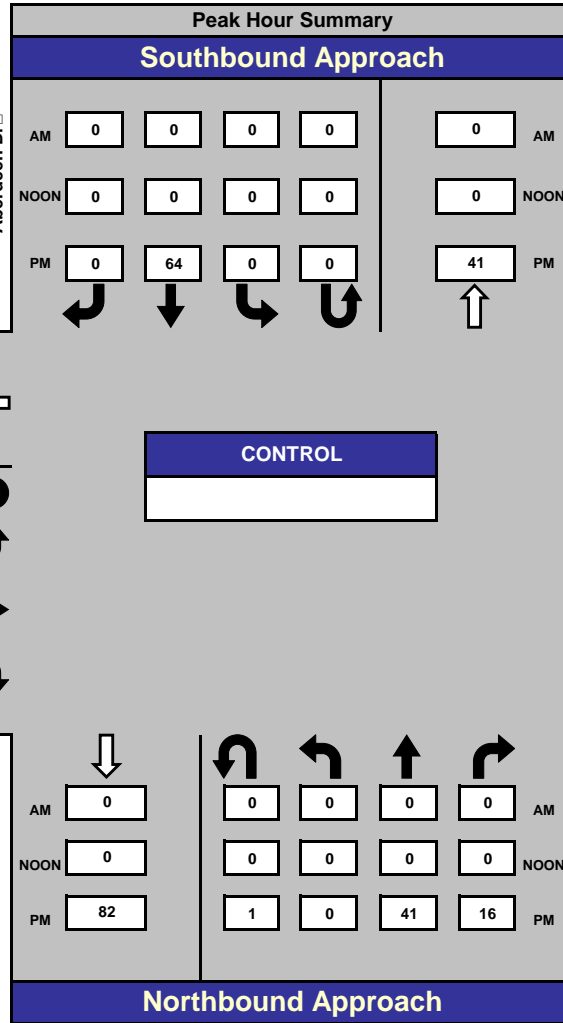 Peak Hour Summary
Southbound Approach
AM 0 0 0 0 0 AM
NOON 0 0 0 0 0 NOON
PM 0 64 0 0 41 PM
CONTROL
AM 0 0 0 0 0 AM
NOON 0 0 0 0 0 NOON
PM 82 1 0 41 16 PM
Northbound Approach